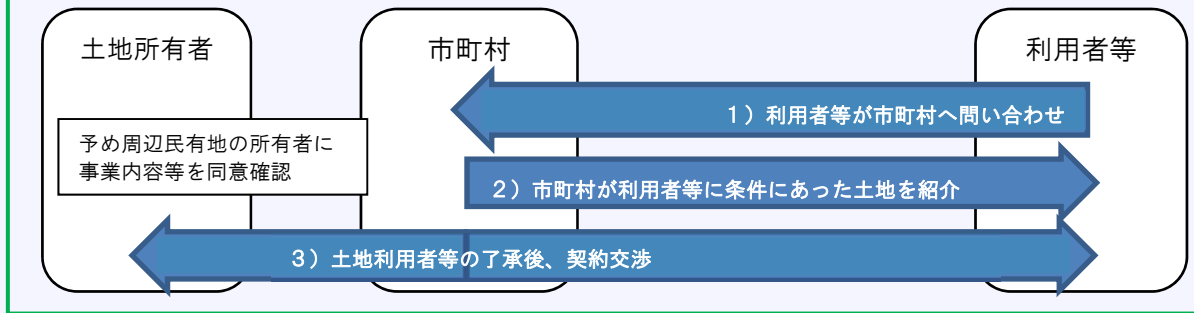 土地所有者
市町村
利用者等
1）利用者等が市町村へ問い合わせ
予め周辺民有地の所有者に
事業内容等を同意確認
2）市町村が利用者等に条件にあった土地を紹介
3）土地利用者等の了承後、契約交渉